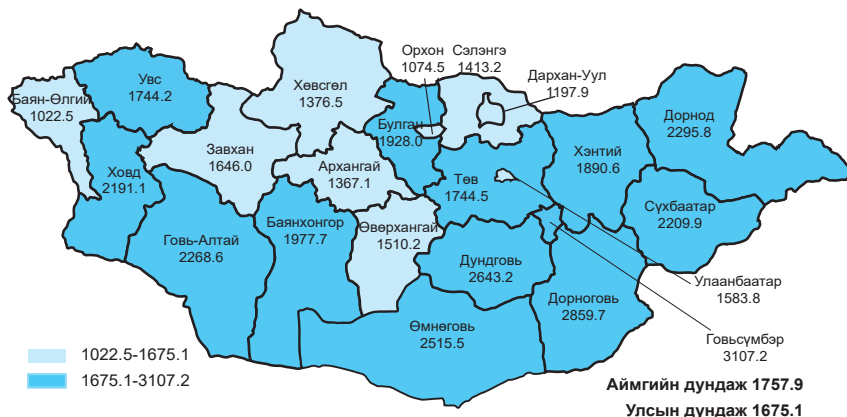 Орхон
1074.5
Сэлэнгэ
1413.2
Дархан-Уул
1197.9
Увс
1744.2
Хөвсгөл
1376.5
Баян-Өлгий
1022.5
Булган
1928.0
Дорнод
2295.8
Завхан
1646.0
Хэнтий
1890.6
Ховд
2191.1
Архангай
1367.1
Төв
1744.5
Сүхбаатар
2209.9
Говь-Алтай
2268.6
Баянхонгор
1977.7
Өвөрхангай
1510.2
Дундговь
2643.2
Улаанбаатар
1583.8
Дорноговь
2859.7
Өмнөговь
2515.5
Говьсүмбэр
3107.2
1022.5-1675.1
1675.1-3107.2
Аймгийн дундаж 1757.9
Улсын дундаж 1675.1